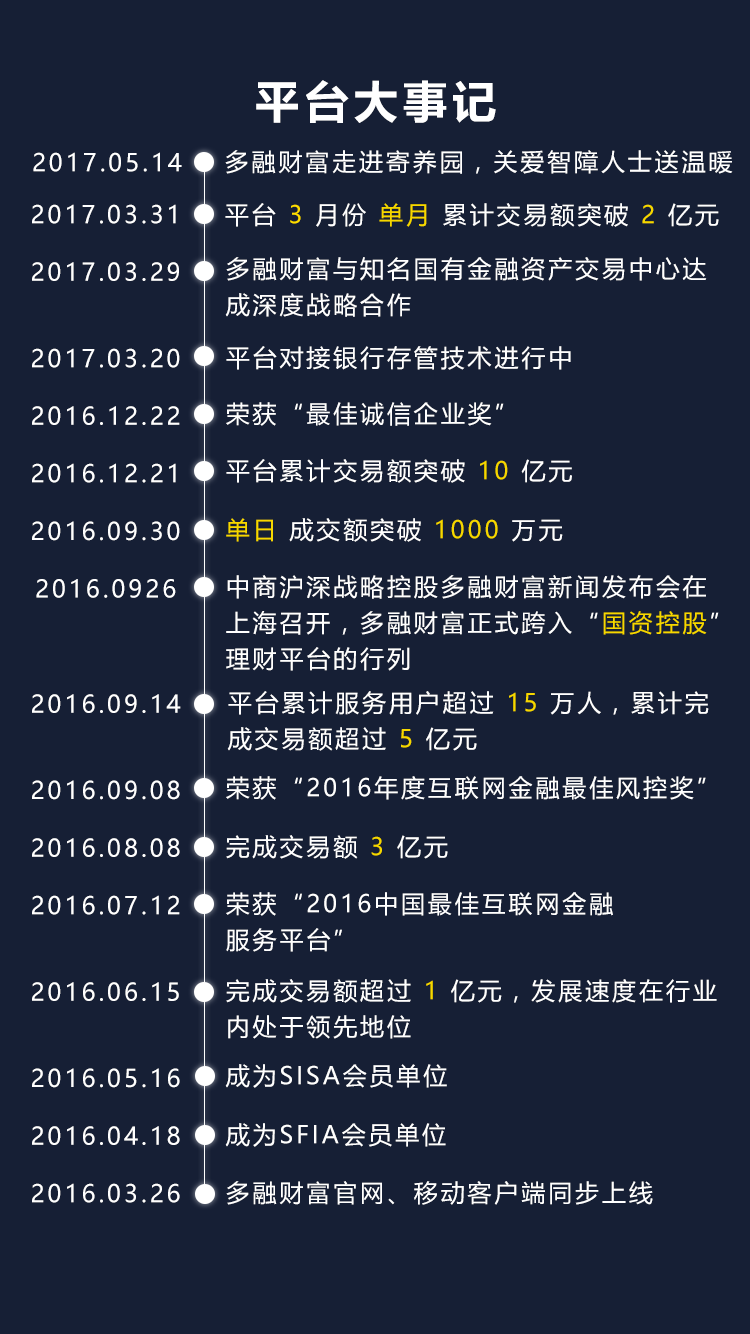 平台大事记
2017.05.14 多融财富走进寄养园，关爱智障人士送温暖
2017.03.31 平台 3 月份 单月 累计交易额突破 2 亿元
2017.03.29 多融财富与知名国有金融资产交易中心达
成深度战略合作
2017.03.20 平台对接银行存管技术进行中
2016.12.22 荣获“最佳诚信企业奖”
2016.12.21 平台累计交易额突破 10 亿元
2016.09.30 单日 成交额突破 1000 万元
2016.0926 中商沪深战略控股多融财富新闻发布会在
上海召开，多融财富正式跨入“国资控股”
理财平台的行列
2016.09.14 平台累计服务用户超过 15 万人，累计完
成交易额超过 5 亿元
2016.09.08 荣获“2016年度互联网金融最佳风控奖”
2016.08.08 完成交易额 3 亿元
2016.07.12 荣获“2016中国最佳互联网金融
服务平台”
2016.06.15 完成交易额超过 1 亿元，发展速度在行业
内处于领先地位
2016.05.16 成为SISA会员单位
2016.04.18 成为SFIA会员单位
2016.03.26 多融财富官网、移动客户端同步上线